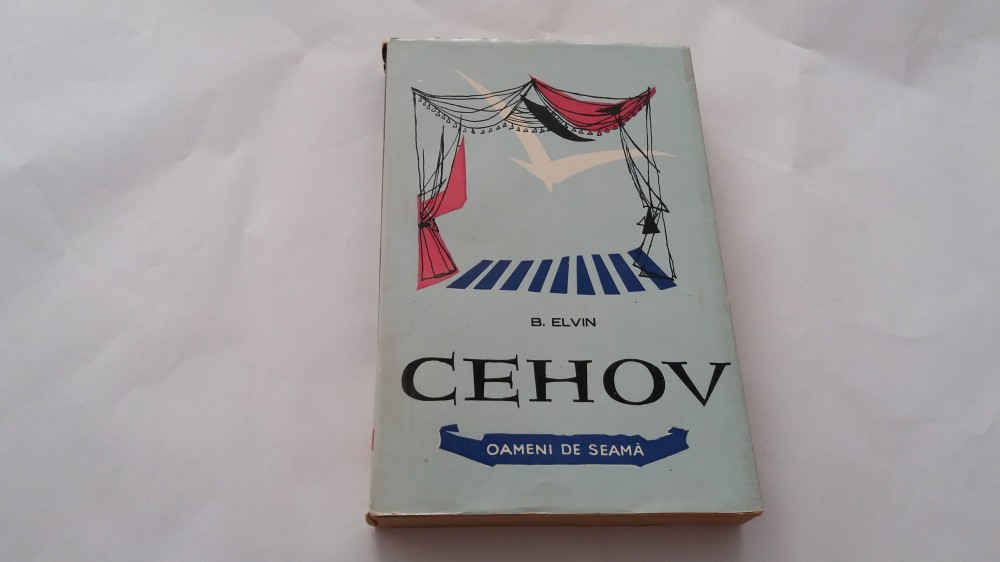 B. ELVIN
CEHOV
OAMENI DE SEAMĂ